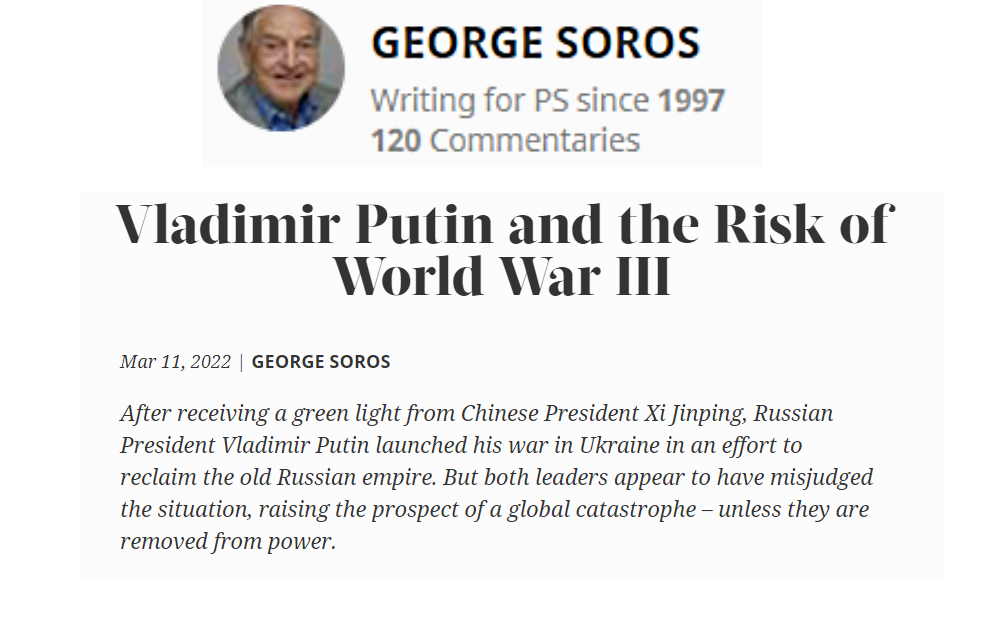 GEORGE SOROS
Writing for PS since 1997
120 Commentaries
Vladimir Putin and the Risk of
World War III
Mar 11, 2022 | GEORGE SOROS
After receiving a green light from Chinese President Xi Jinping, Russian
President Vladimir Putin launched his war in Ukraine in an effort to
reclaim the old Russian empire. But both leaders appear to have misjudged
the situation, raising the prospect of a global catastrophe – unless they are
removed from power.